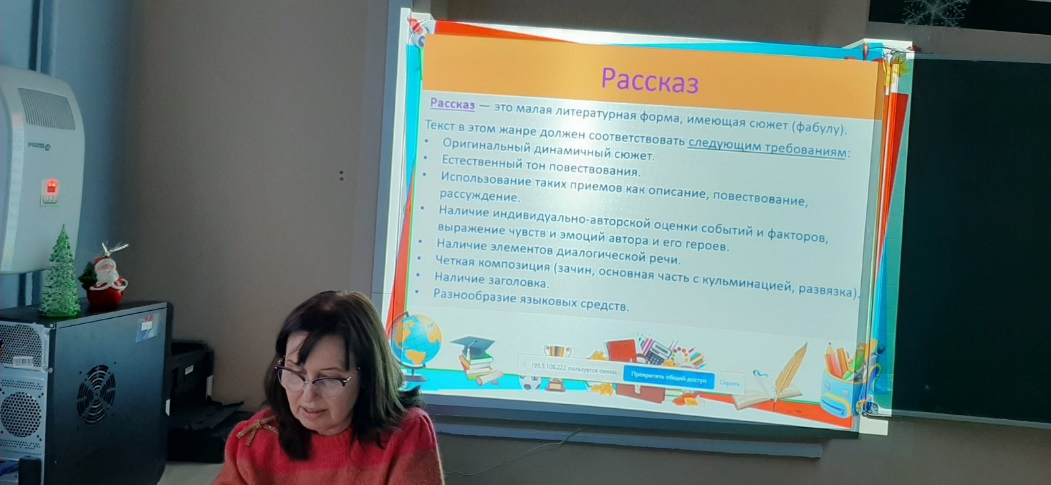 Рассказ
Рассказ — это малая литературная форма, имеющая сюжет (фабулу).
Текст в этом жанре должен соответствовать следующим требованиям:
• Оригинальный динамичный сюжет.
• Естественный тон повествования.
• Использование таких приемов как описание, повествование,
рассуждение.
• Наличие индивидуально-авторской оценки событий и факторов,
выражение чувств и эмоций автора и его героев.
• Наличие элементов диалогической речи.
• Четкая композиция (зачин, основная часть с кульминацией, развязка).
• Наличие заголовка.
• Разнообразие языковых средств.
пользуется Прекратить общий доступ Скрыть